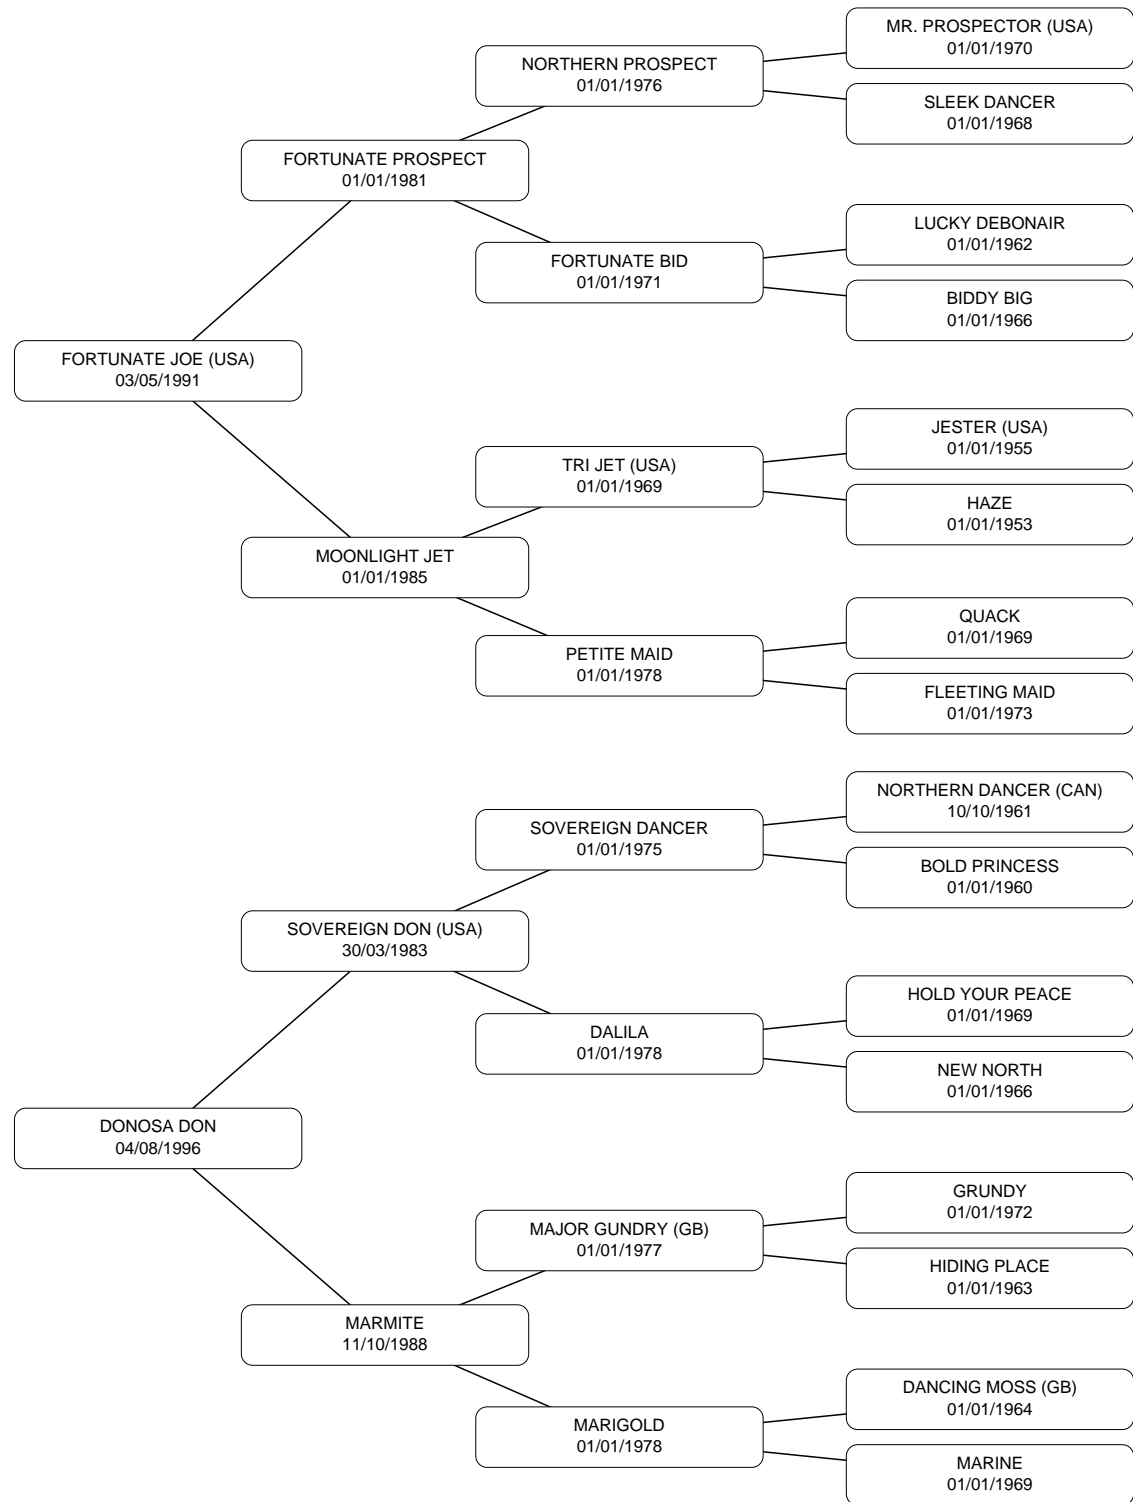 MR. PROSPECTOR (USA)
01/01/1970
NORTHERN PROSPECT
01/01/1976
SLEEK DANCER
01/01/1968
FORTUNATE PROSPECT
01/01/1981
LUCKY DEBONAIR
01/01/1962
FORTUNATE BID
01/01/1971
BIDDY BIG
01/01/1966
FORTUNATE JOE (USA)
03/05/1991
JESTER (USA)
01/01/1955
TRI JET (USA)
01/01/1969
HAZE
01/01/1953
MOONLIGHT JET
01/01/1985
QUACK
01/01/1969
PETITE MAID
01/01/1978
FLEETING MAID
01/01/1973
NORTHERN DANCER (CAN)
10/10/1961
SOVEREIGN DANCER
01/01/1975
BOLD PRINCESS
01/01/1960
SOVEREIGN DON (USA)
30/03/1983
HOLD YOUR PEACE
01/01/1969
DALILA
01/01/1978
NEW NORTH
01/01/1966
DONOSA DON
04/08/1996
GRUNDY
01/01/1972
MAJOR GUNDRY (GB)
01/01/1977
HIDING PLACE
01/01/1963
MARMITE
11/10/1988
DANCING MOSS (GB)
01/01/1964
MARIGOLD
01/01/1978
MARINE
01/01/1969